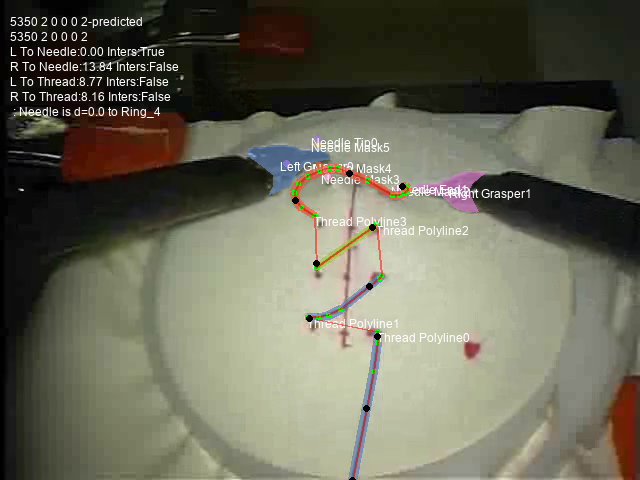 5350 2 0 0 0 2-predicted
5350 2 0 0 0 2
L To Needle:0.00 Inters:True
R To Needle:13.84 Inters:False
L To Thread:8.77 Inters:False
R To Thread:8.16 Inters:False
: Needle is d=0.0 to Ring_4
Needle Tip0
Needle Mask5
Left Grasper0
Mask4
Needle Mask3
Right Grasper1
Thread Polyline3
Thread Polyline2
Thread Polyline1
Thread Polyline0